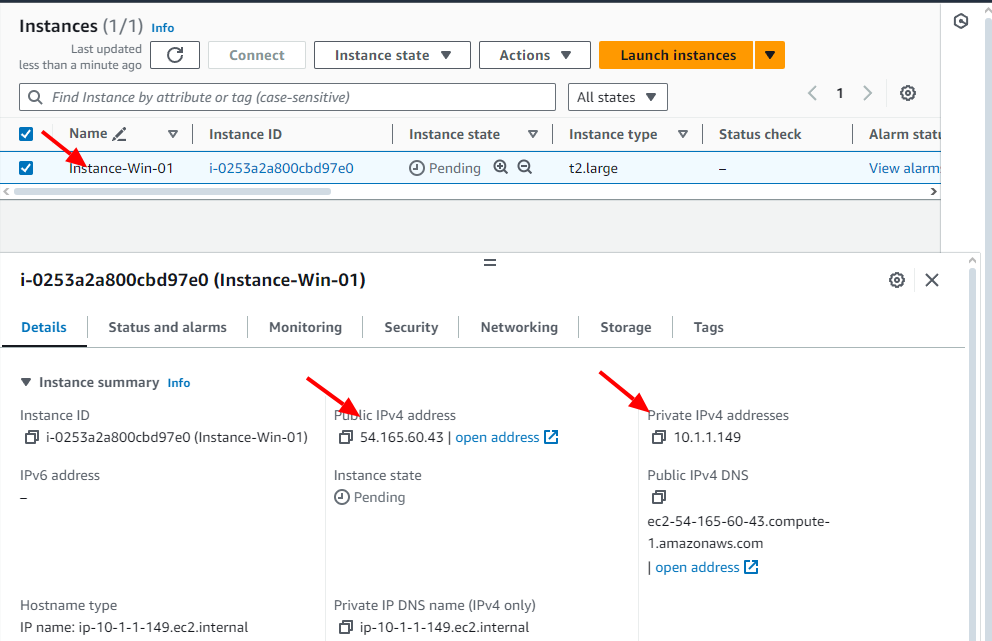 Instances (1/1) Info
Last updated
less than a minute ago
Connect
Instance state
Actions
Launch instances
Find Instance by attribute or tag (case-sensitive)
All states
1
Name
Instance ID
Instance state
Instance type
Status check
Alarm statu
Instance-Win-01
i-0253a2a800cbd97e0
Pending
t2.large
–
View alarm
i-0253a2a800cbd97e0 (Instance-Win-01)
Details
Status and alarms
Monitoring
Security
Networking
Storage
Tags
Instance summary Info
Instance ID
i-0253a2a800cbd97e0 (Instance-Win-01)
Public IPv4 address
54.165.60.43 | open address
Private IPv4 addresses
10.1.1.149
IPv6 address
–
Instance state
Pending
Public IPv4 DNS
ec2-54-165-60-43.compute-
1.amazonaws.com
| open address
Hostname type
IP name: ip-10-1-1-149.ec2.internal
Private IP DNS name (IPv4 only)
ip-10-1-1-149.ec2.internal